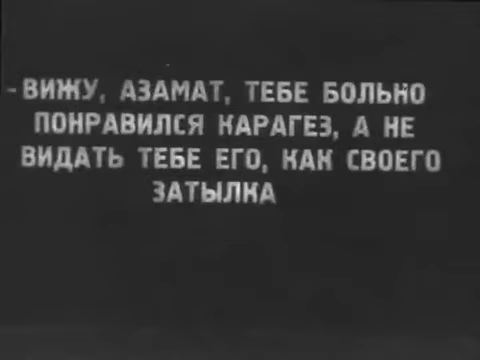 - ВИЖУ, АЗАМАТ, ТЕБЕ БОЛЬНО
ПОНРАВИЛСЯ КАРАГЕЗ, А НЕ
ВИДАТЬ ТЕБЕ ЕГО, КАК СВОЕГО
ЗАТЫЛКА